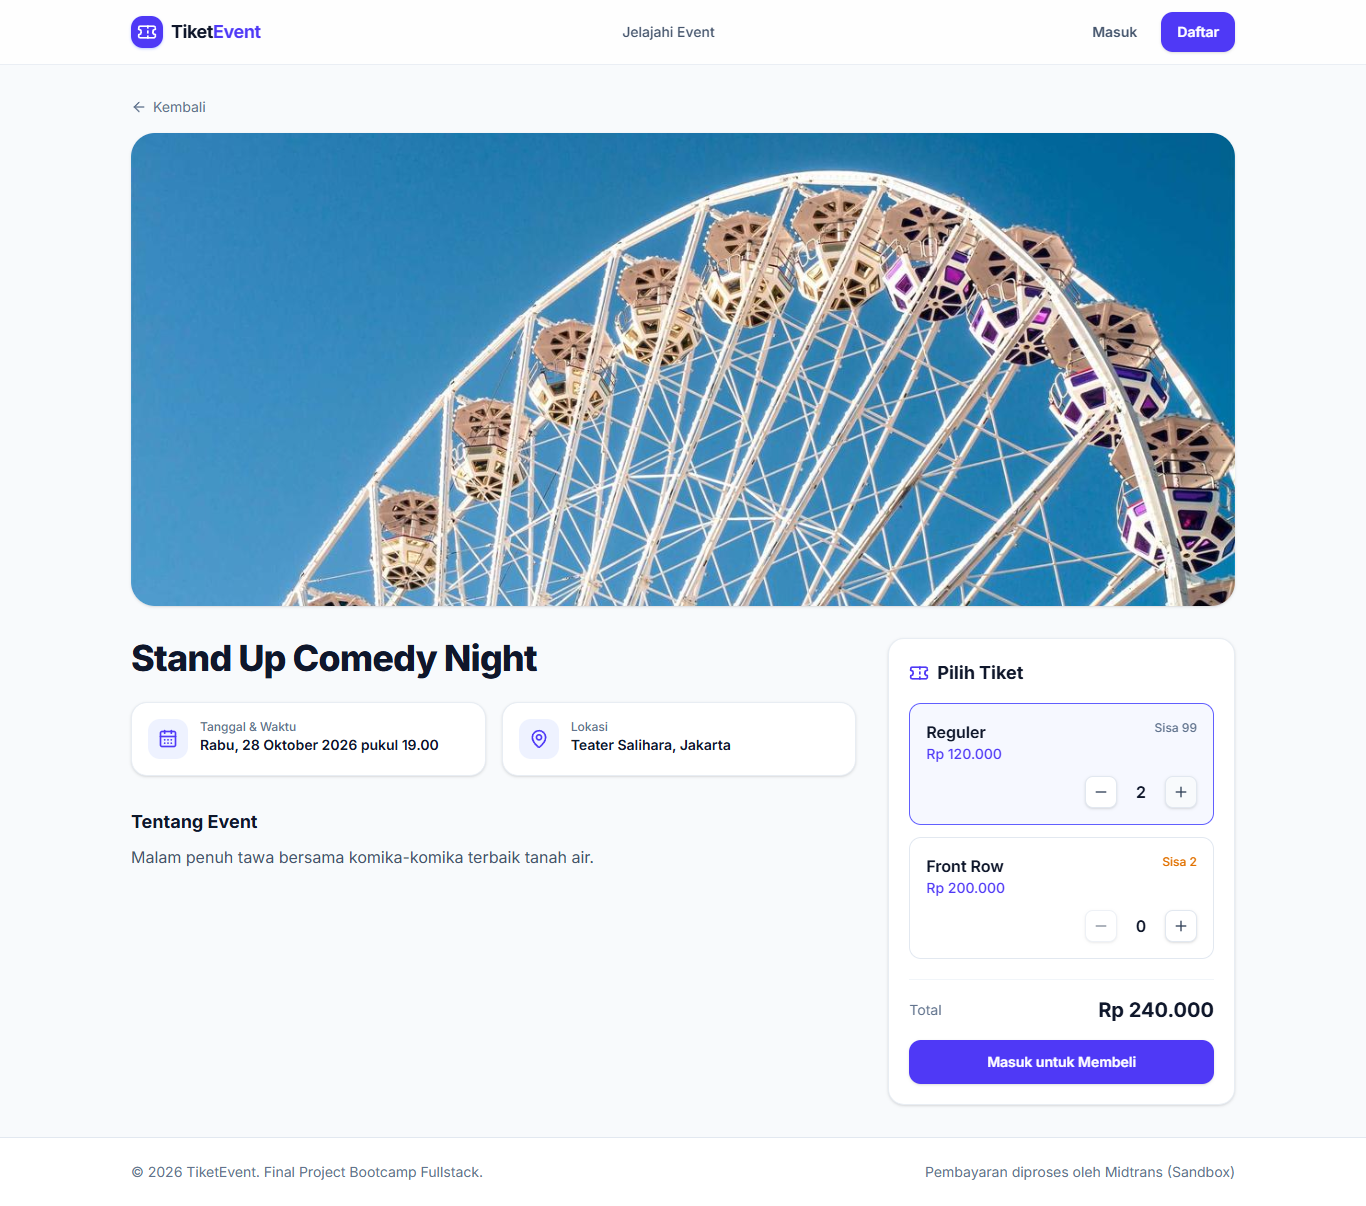 TiketEvent
Jelajahi Event
Masuk
Daftar
Kembali
Stand Up Comedy Night
Tanggal & Waktu
Rabu, 28 Oktober 2026 pukul 19.00
Lokasi
Teater Salihara, Jakarta
Tentang Event
Malam penuh tawa bersama komika-komika terbaik tanah air.
Pilih Tiket
Reguler
Sisa 99
Rp 120.000
2
Front Row
Sisa 2
Rp 200.000
0
Total
Rp 240.000
Masuk untuk Membeli
© 2026 TiketEvent. Final Project Bootcamp Fullstack.
Pembayaran diproses oleh Midtrans (Sandbox)